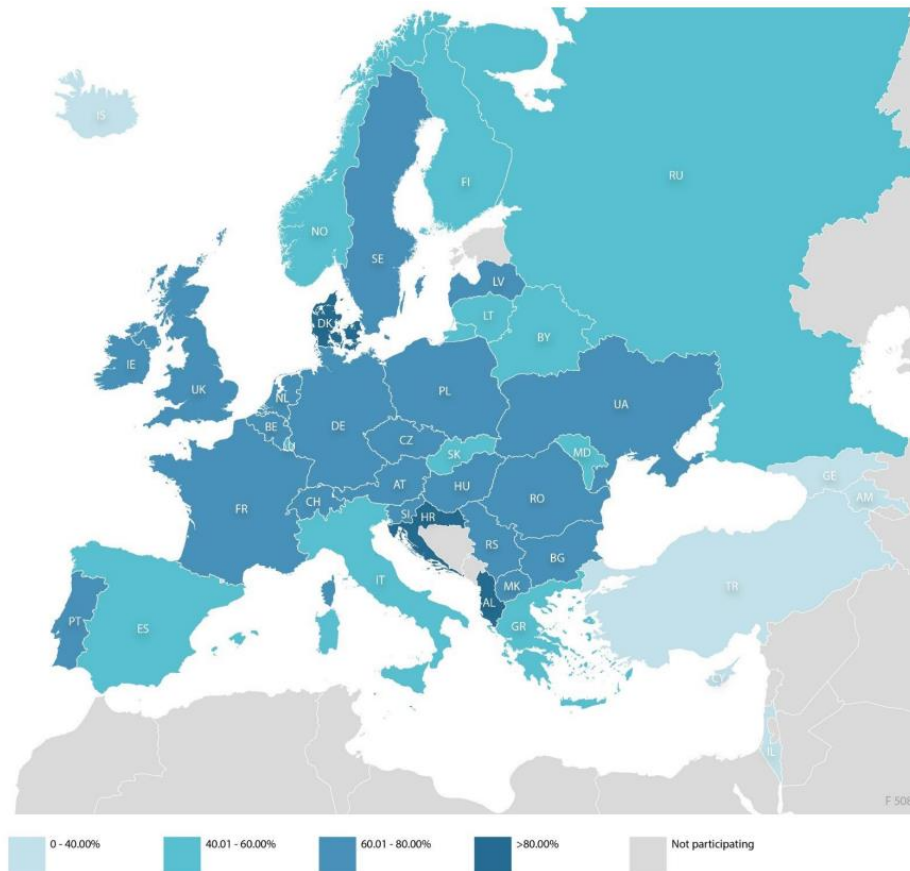 IS
RU
FI
NO
SE
LV
LT
DK
BY
IE
UK
NL
PL
BE
DE
UA
LU
CZ
SK
MD
FR
CH
AT
HU
RO
SI
HR
RS
BG
GE
AM
IT
MK
AL
TR
PT
ES
GR
CY
IL
F 508
0 - 40.00%
40.01 - 60.00%
60.01 - 80.00%
>80.00%
Not participating